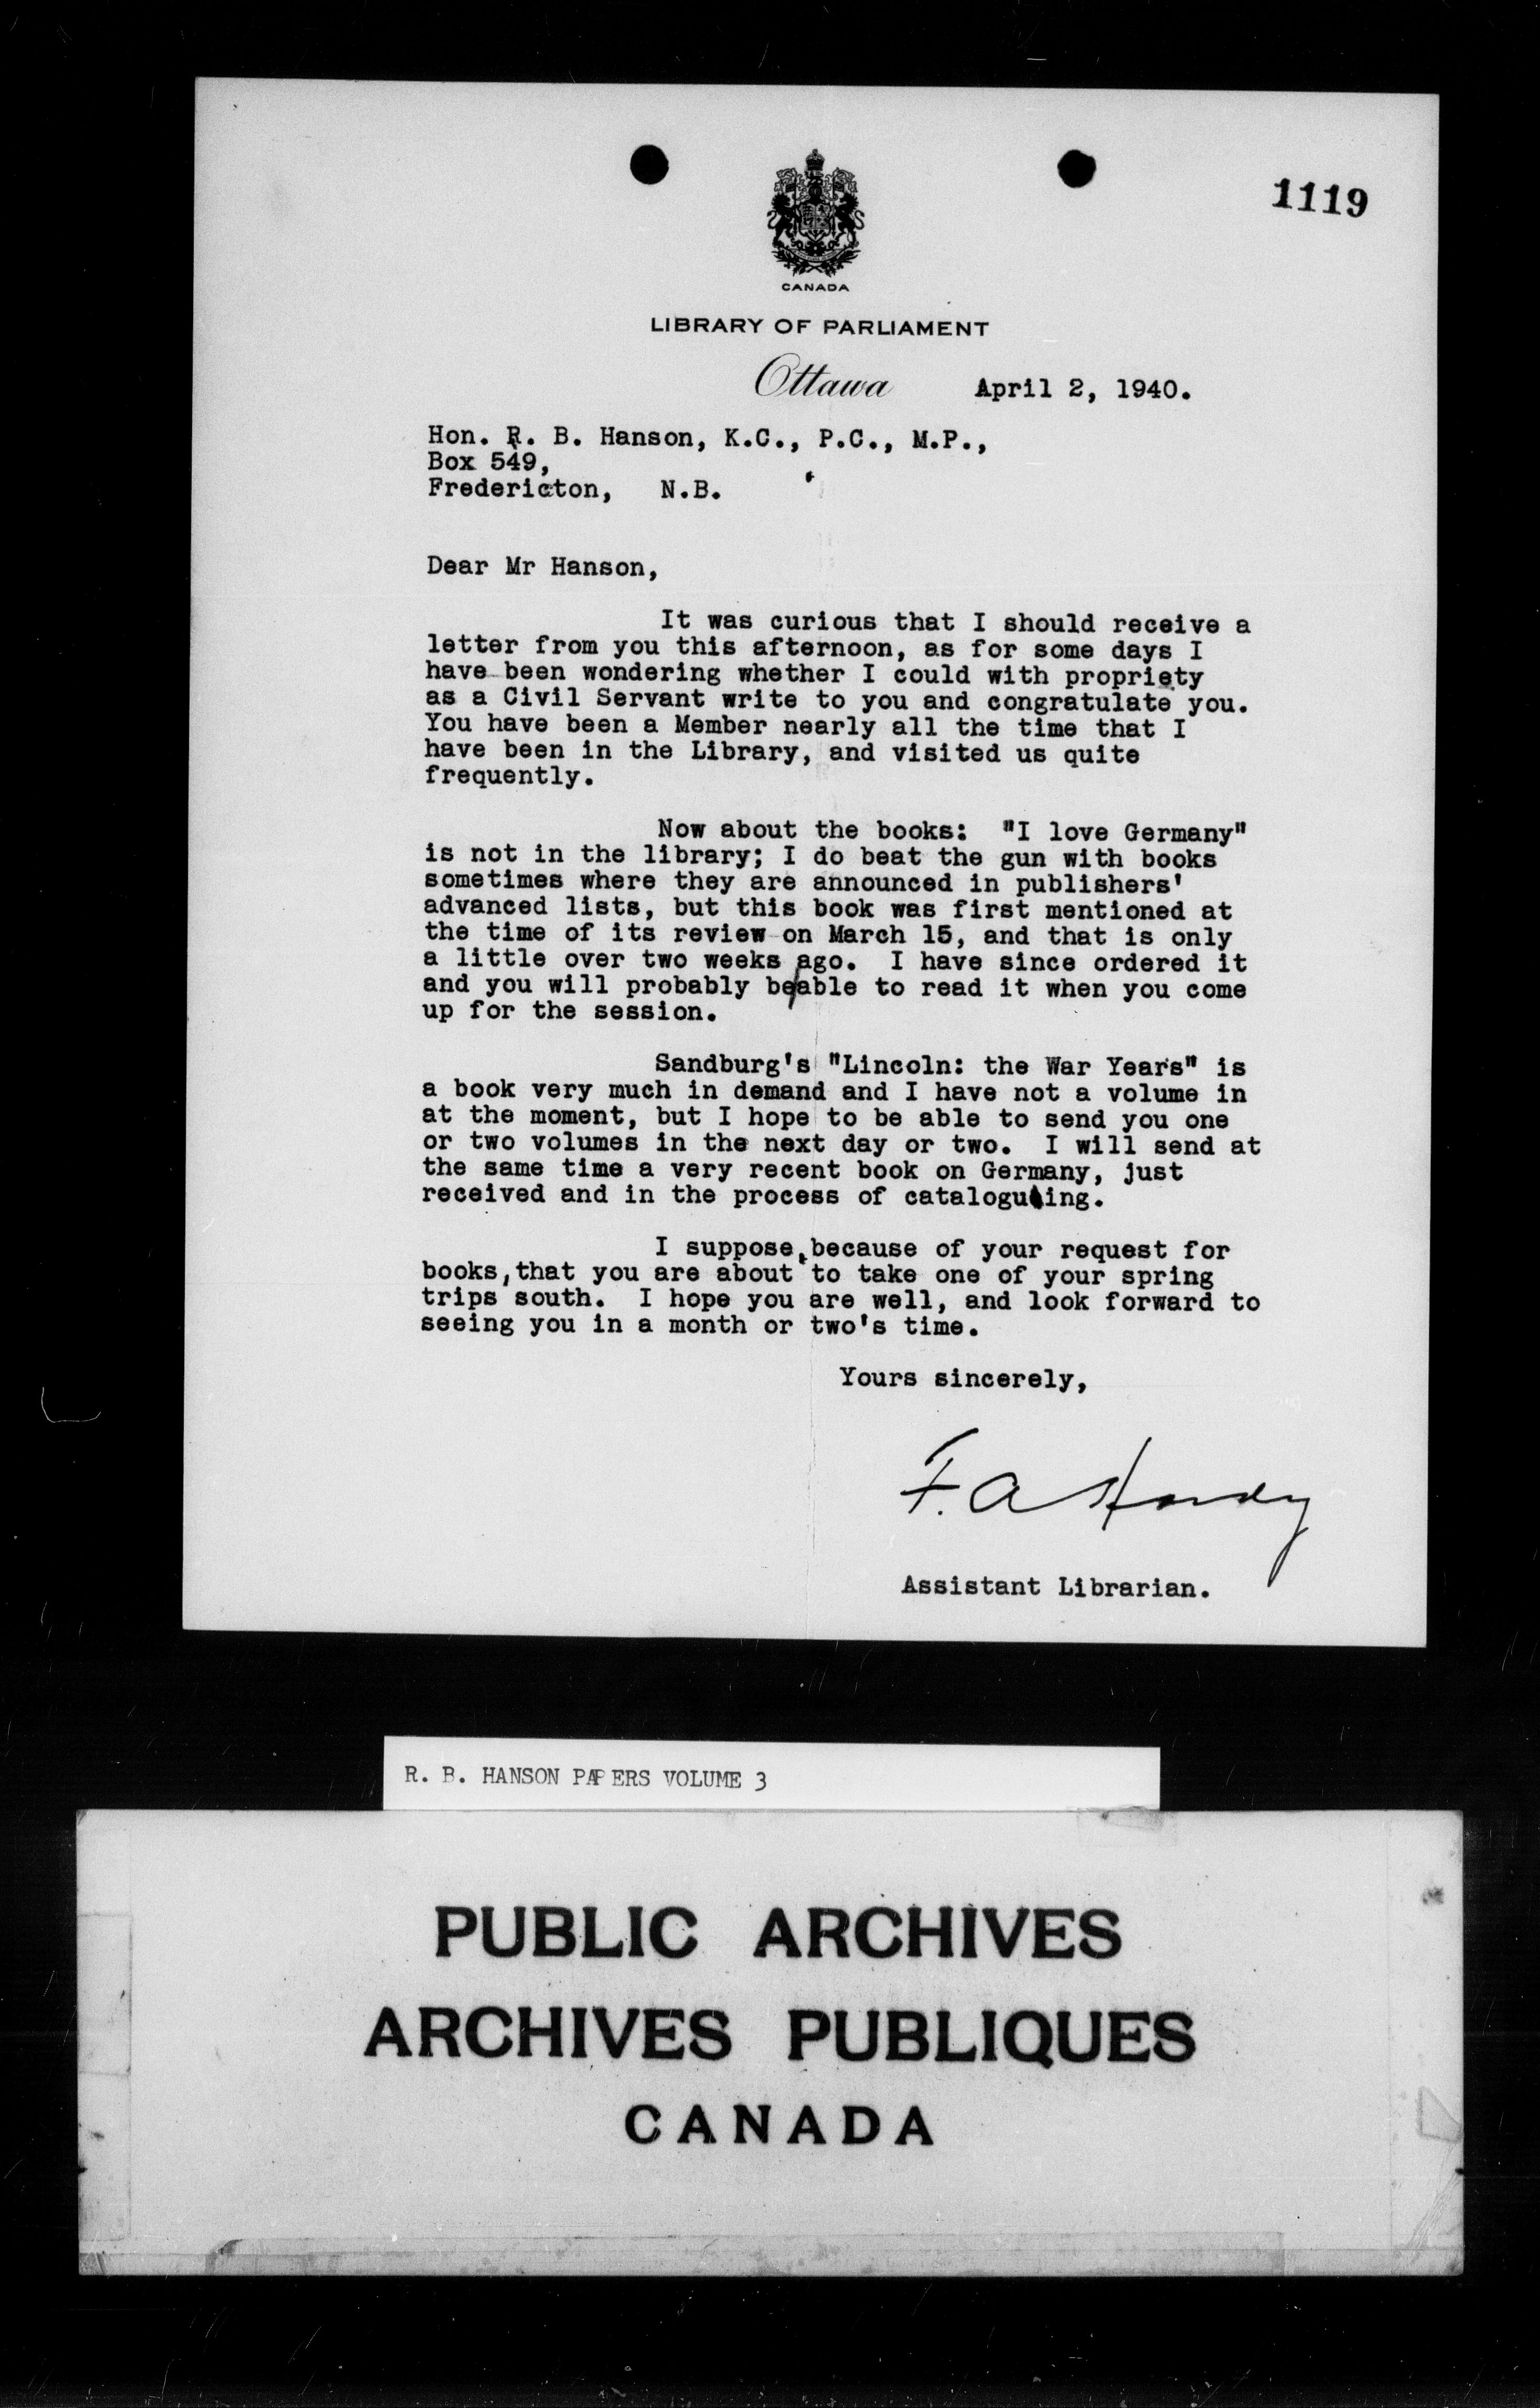 1119
CANADA
LIBRARY OF PARLIAMENT
Ottawa April 2, 1940.
Hon. R. B. Hanson, K.C., P.C., M.P.,
Box 549,
Fredericton, N.B.
Dear Mr Hanson,
It was curious that I should receive a
letter from you this afternoon, as for some days I
have been wondering whether I could with propriety
as a Civil Servant write to you and congratulate you.
You have been a Member nearly all the time that I
have been in the Library, and visited us quite
frequently.
Now about the books: "I love Germany"
is not in the library; I do beat the gun with books
sometimes where they are announced in publishers'
advanced lists, but this book was first mentioned at
the time of its review on March 15, and that is only
a little over two weeks ago. I have since ordered it
and you will probably be/able to read it when you come
up for the session.
Sandburg's "Lincoln: the War Years" is
a book very much in demand and I have not a volume in
at the moment, but I hope to be able to send you one
or two volumes in the next day or two. I will send at
the same time a very recent book on Germany, just
received and in the process of cataloguing.
I suppose, because of your request for
books, that you are about to take one of your spring
trips south. I hope you are well, and look forward to
seeing you in a month or two's time.
Yours sincerely,
F. A Hardy
Assistant Librarian.
R. B. HANSON PAPERS VOLUME 3
PUBLIC ARCHIVES
ARCHIVES PUBLIQUES
CANADA